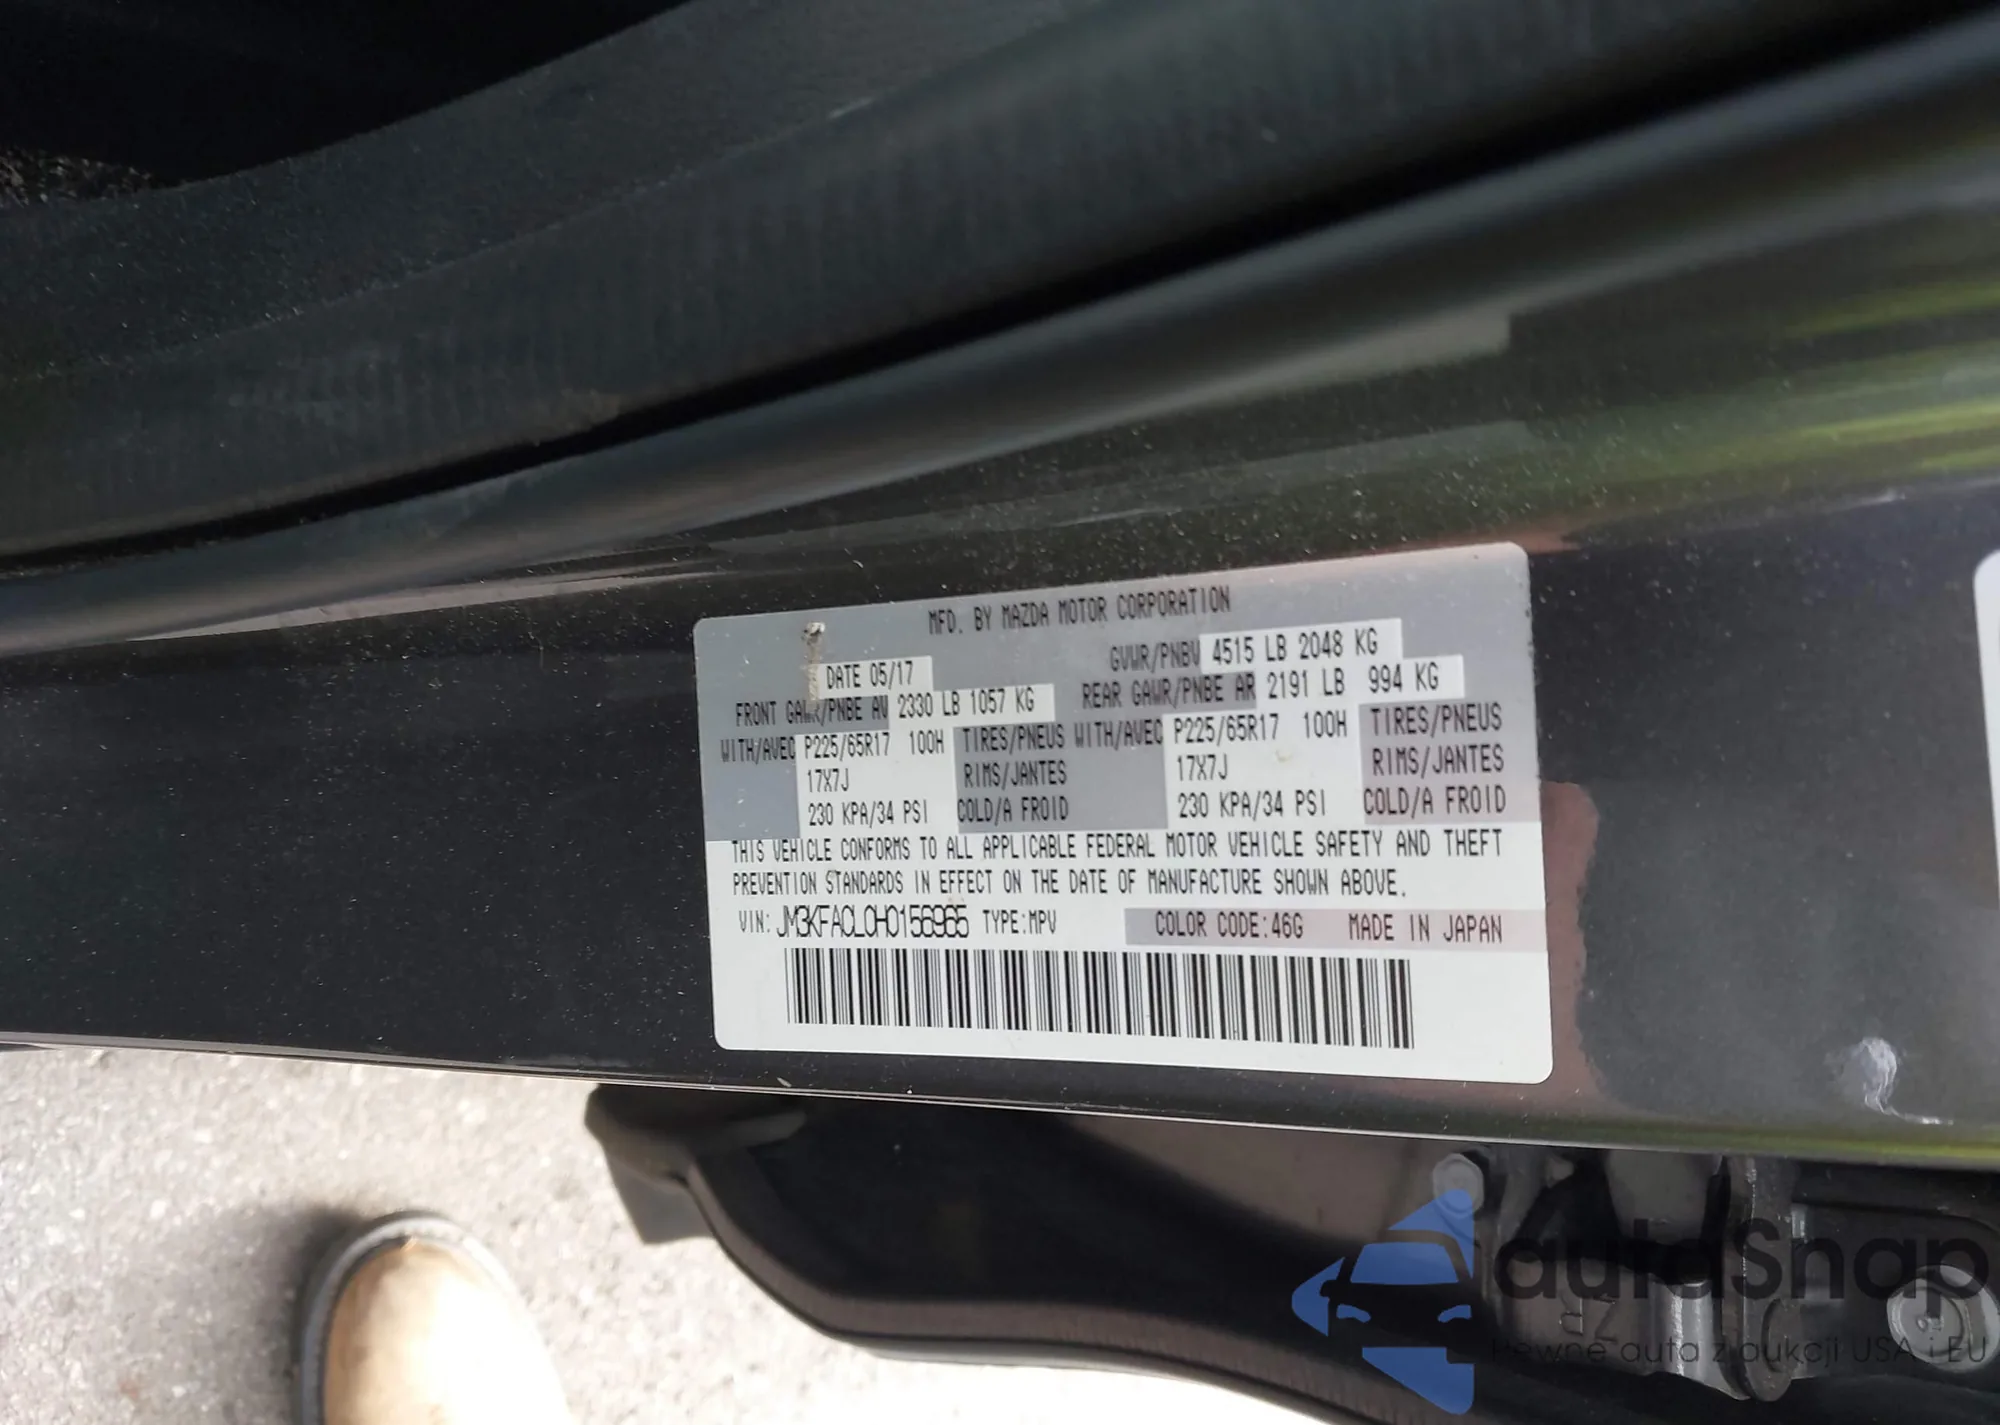 MFD. BY MAZDA MOTOR CORPORATION
DATE 05/17 GVWR/PNBV 4515 LB 2048 KG
FRONT GAWR/PNBE AV 2330 LB 1057 KG REAR GAWR/PNBE AR 2191 LB 994 KG
WITH/AVEC P225/65R17 100H TIRES/PNEUS WITH/AVEC P225/65R17 100H TIRES/PNEUS
17X7J RIMS/JANTES 17X7J RIMS/JANTES
230 KPA/34 PSI COLD/A FROID 230 KPA/34 PSI COLD/A FROID
THIS VEHICLE CONFORMS TO ALL APPLICABLE FEDERAL MOTOR VEHICLE SAFETY AND THEFT
PREVENTION STANDARDS IN EFFECT ON THE DATE OF MANUFACTURE SHOWN ABOVE.
VIN: JM3KFACL0H0156965 TYPE:MPV COLOR CODE:46G MADE IN JAPAN
autoSnap
Pewne auta z aukcji USA i EU